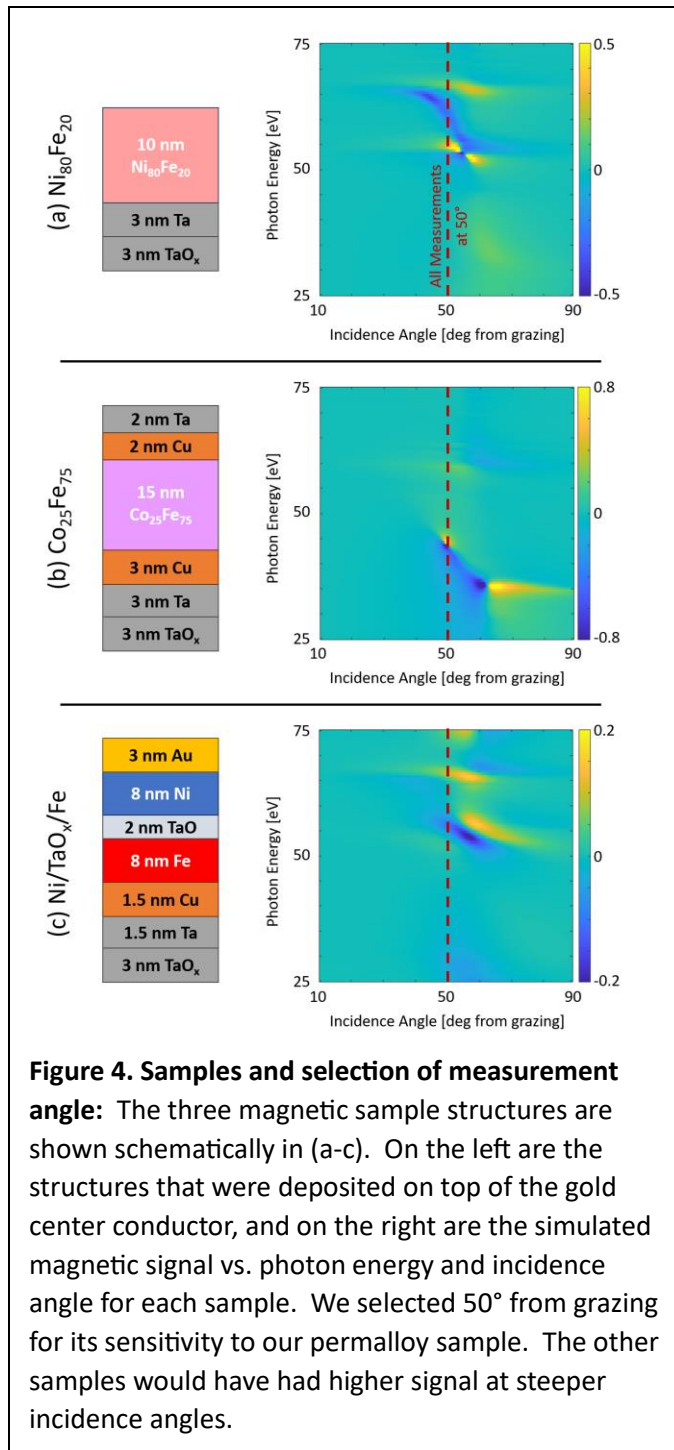 (a) Ni₈₀Fe₂₀
10 nm
Ni₈₀Fe₂₀
3 nm Ta
3 nm TaOₓ
Photon Energy [eV]
75
50
25
10
50
90
Incidence Angle [deg from grazing]
All Measurements
at 50°
0.5
0
-0.5
(b) Co₂₅Fe₇₅
2 nm Ta
2 nm Cu
15 nm
Co₂₅Fe₇₅
3 nm Cu
3 nm Ta
3 nm TaOₓ
Photon Energy [eV]
75
50
25
10
50
90
Incidence Angle [deg from grazing]
0.8
0
-0.8
(c) Ni/TaOₓ/Fe
3 nm Au
8 nm Ni
2 nm TaO
8 nm Fe
1.5 nm Cu
1.5 nm Ta
3 nm TaOₓ
Photon Energy [eV]
75
50
25
10
50
90
Incidence Angle [deg from grazing]
0.2
0
-0.2
Figure 4. Samples and selection of measurement
angle: The three magnetic sample structures are
shown schematically in (a-c). On the left are the
structures that were deposited on top of the gold
center conductor, and on the right are the simulated
magnetic signal vs. photon energy and incidence
angle for each sample. We selected 50° from grazing
for its sensitivity to our permalloy sample. The other
samples would have had higher signal at steeper
incidence angles.